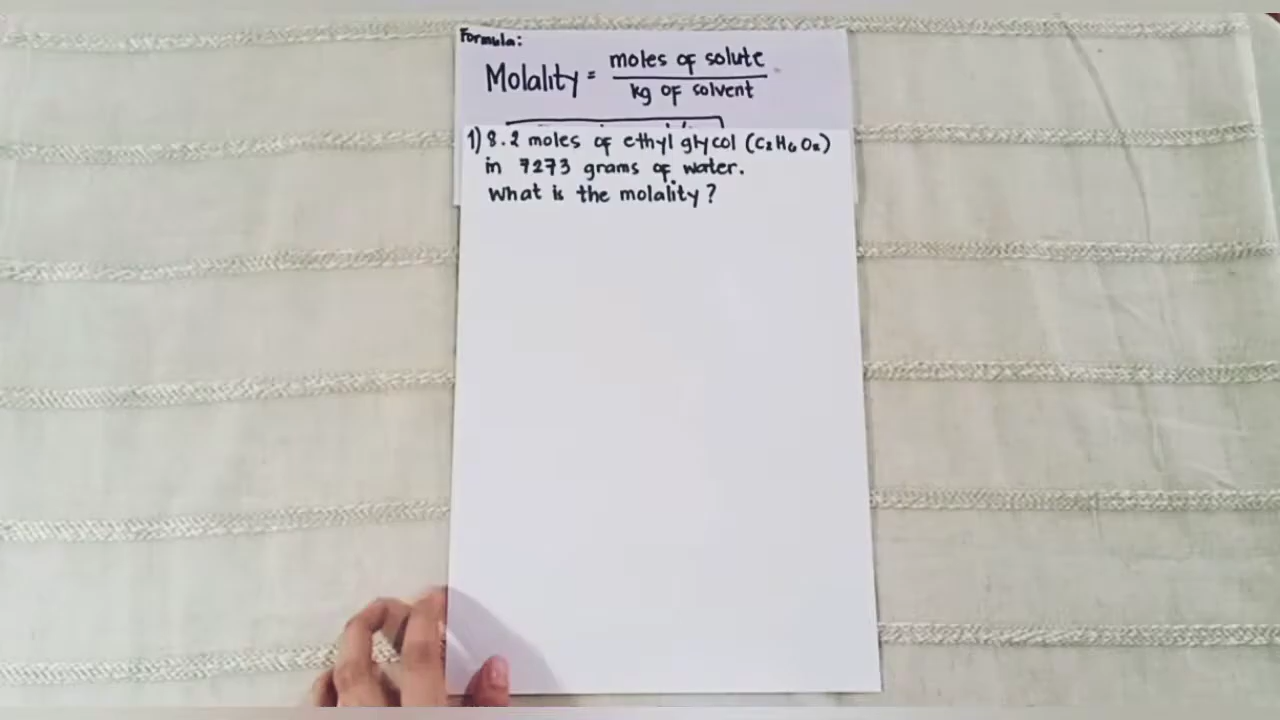 Formula:
Molality = moles of solute
kg of solvent
1) 8.2 moles of ethyl glycol (C₂H₆O₂)
in 7273 grams of water.
What is the molality?